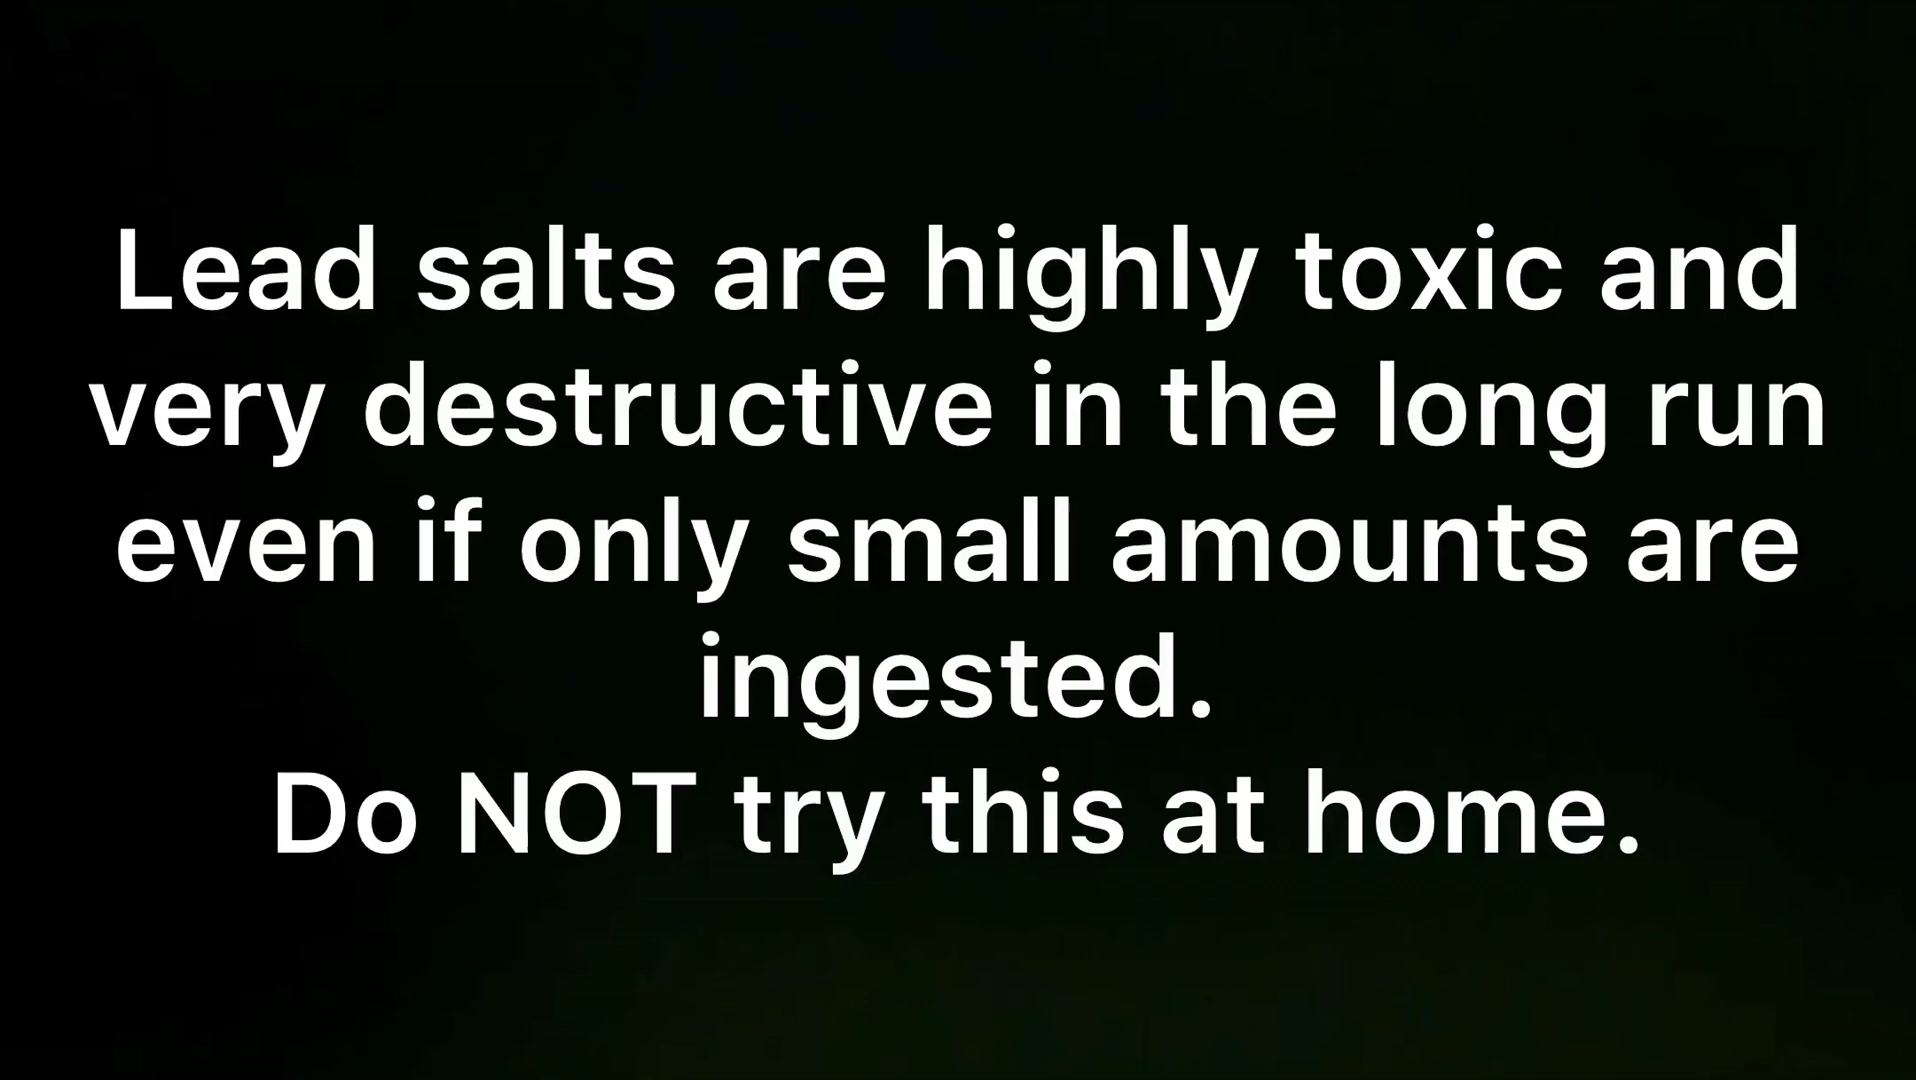 Lead salts are highly toxic and
very destructive in the long run
even if only small amounts are
ingested.
Do NOT try this at home.